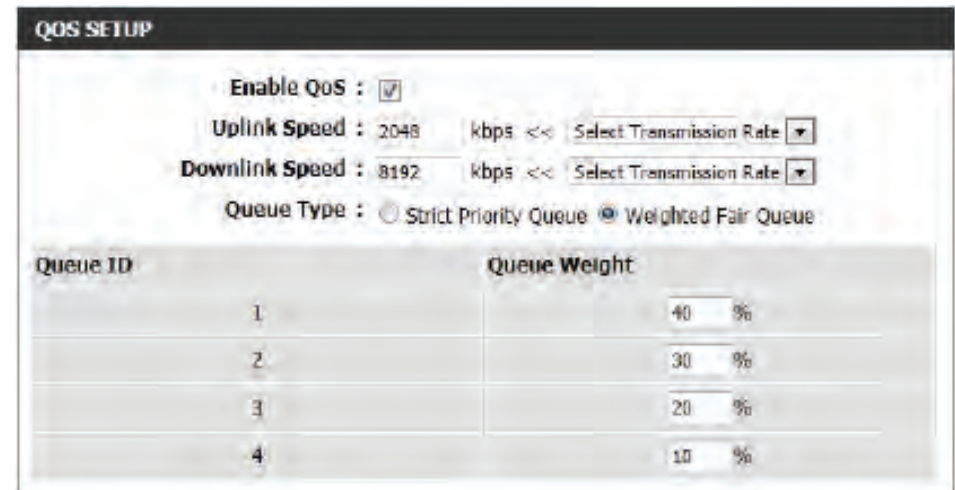 QOS SETUP
Enable QoS :
Uplink Speed : 2048 kbps << Select Transmission Rate
Downlink Speed : 8192 kbps << Select Transmission Rate
Queue Type : Strict Priority Queue Weighted Fair Queue
Queue ID Queue Weight
1 40 %
2 30 %
3 20 %
4 10 %